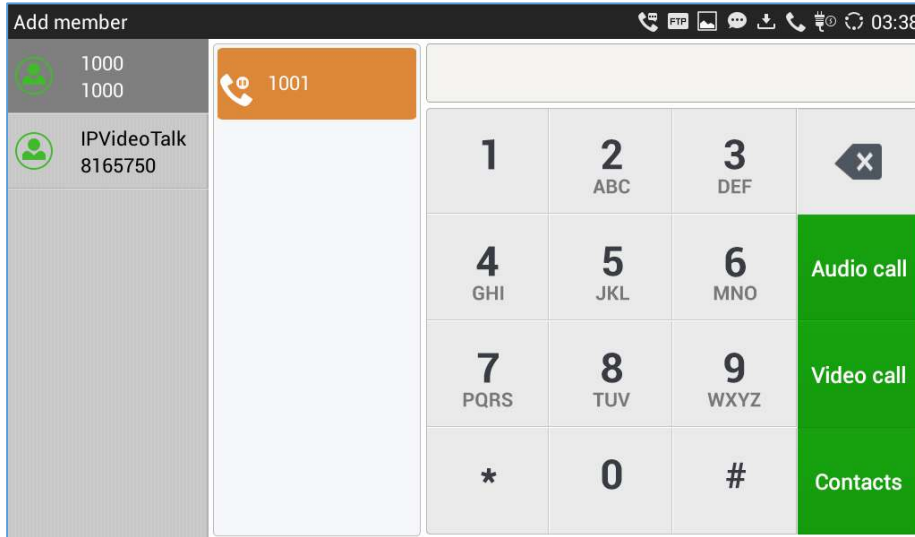 Add member
FTP
03:38
1000
1000
IPVideoTalk
8165750
1001
1
2
ABC
3
DEF
4
GHI
5
JKL
6
MNO
Audio call
7
PQRS
8
TUV
9
WXYZ
Video call
*
0
#
Contacts